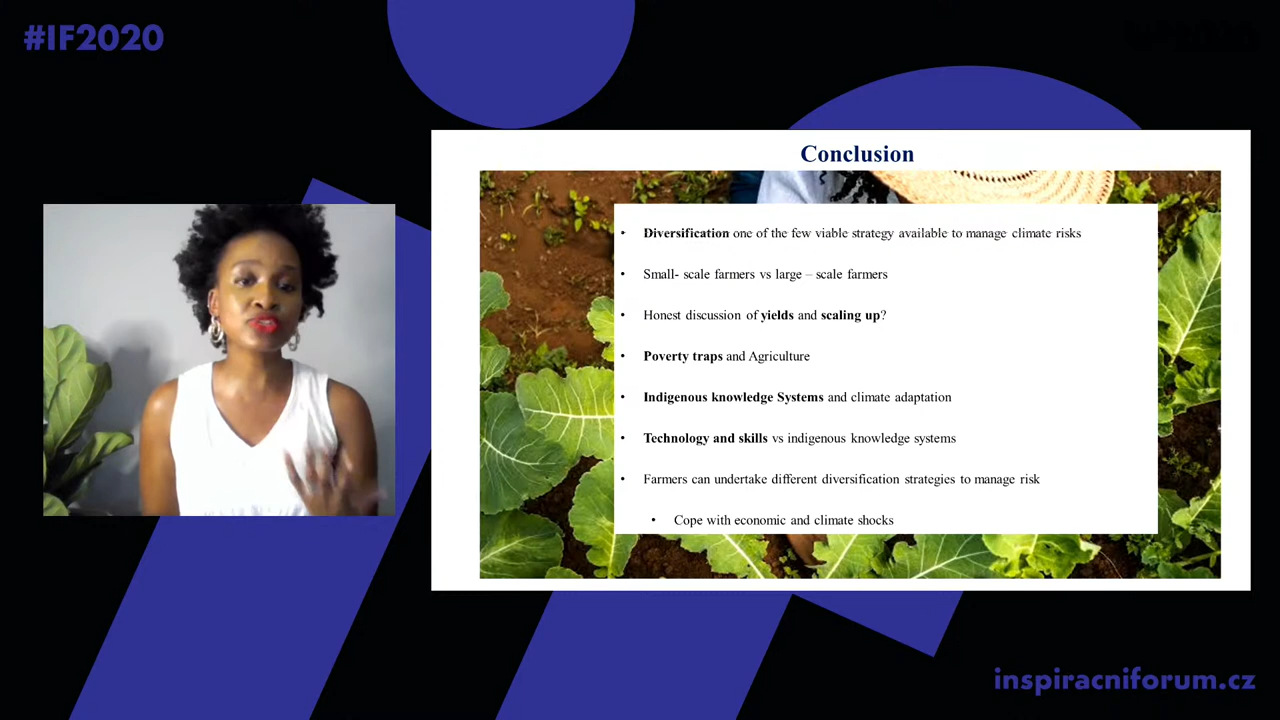 #IF2020
Conclusion
• Diversification one of the few viable strategy available to manage climate risks
• Small- scale farmers vs large – scale farmers
• Honest discussion of yields and scaling up?
• Poverty traps and Agriculture
• Indigenous knowledge Systems and climate adaptation
• Technology and skills vs indigenous knowledge systems
• Farmers can undertake different diversification strategies to manage risk
• Cope with economic and climate shocks
inspiracniforum.cz